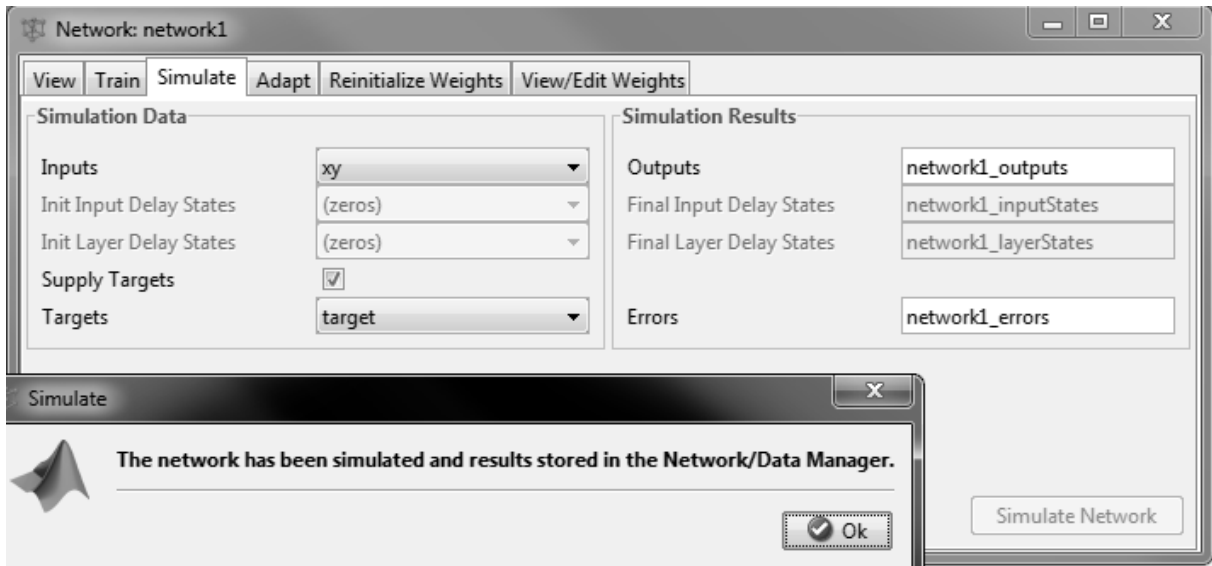 Network: network1
View Train Simulate Adapt Reinitialize Weights View/Edit Weights
Simulation Data
Inputs xy
Init Input Delay States (zeros)
Init Layer Delay States (zeros)
Supply Targets
Targets target
Simulation Results
Outputs network1_outputs
Final Input Delay States network1_inputStates
Final Layer Delay States network1_layerStates
Errors network1_errors
Simulate
The network has been simulated and results stored in the Network/Data Manager.
Ok
Simulate Network